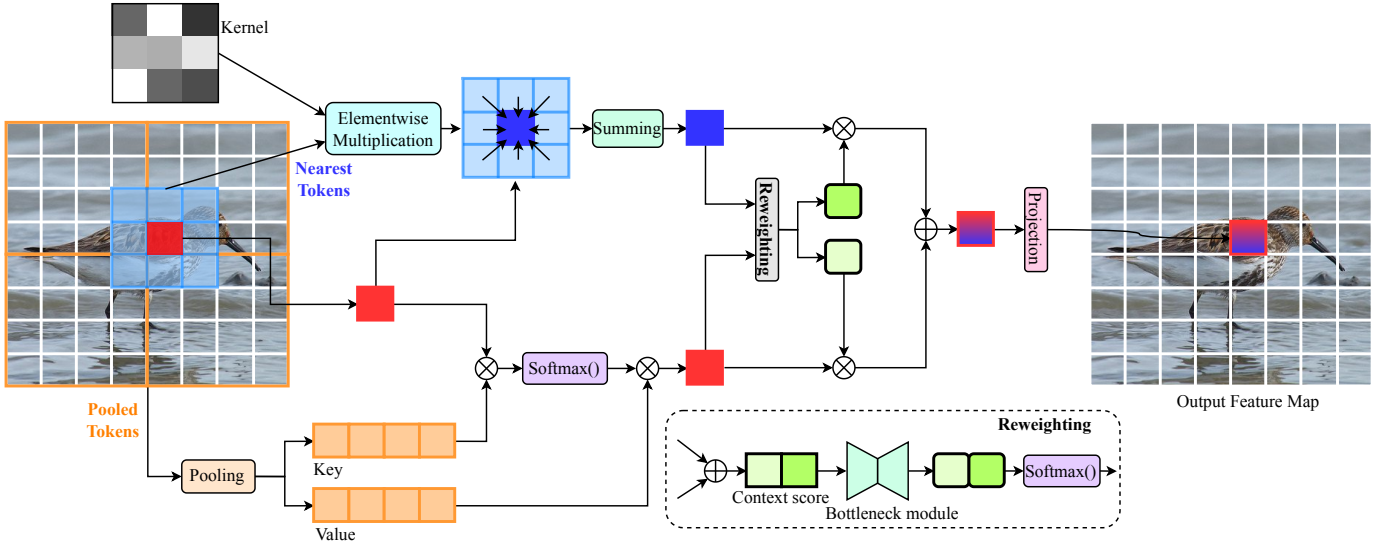 Kernel
Elementwise
Multiplication
Summing
Nearest
Tokens
Reweighting
Projection
Softmax()
Output Feature Map
Pooled
Tokens
Pooling
Key
Value
Reweighting
Context score
Bottleneck module
Softmax()